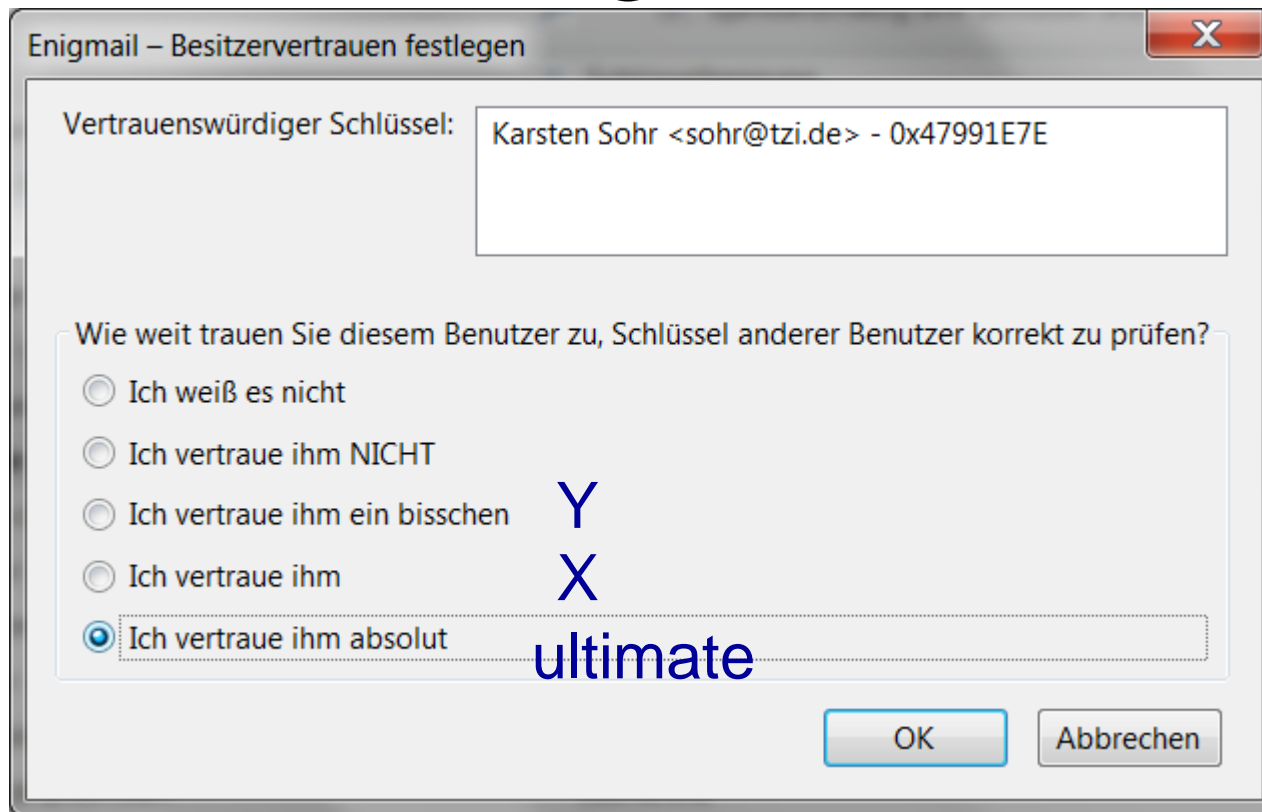 Enigmail – Besitzervertrauen festlegen
X
Vertrauenswürdiger Schlüssel:
Karsten Sohr <sohr@tzi.de> - 0x47991E7E
Wie weit trauen Sie diesem Benutzer zu, Schlüssel anderer Benutzer korrekt zu prüfen?
Ich weiß es nicht
Ich vertraue ihm NICHT
Ich vertraue ihm ein bisschen Y
Ich vertraue ihm X
Ich vertraue ihm absolut ultimate
OK Abbrechen